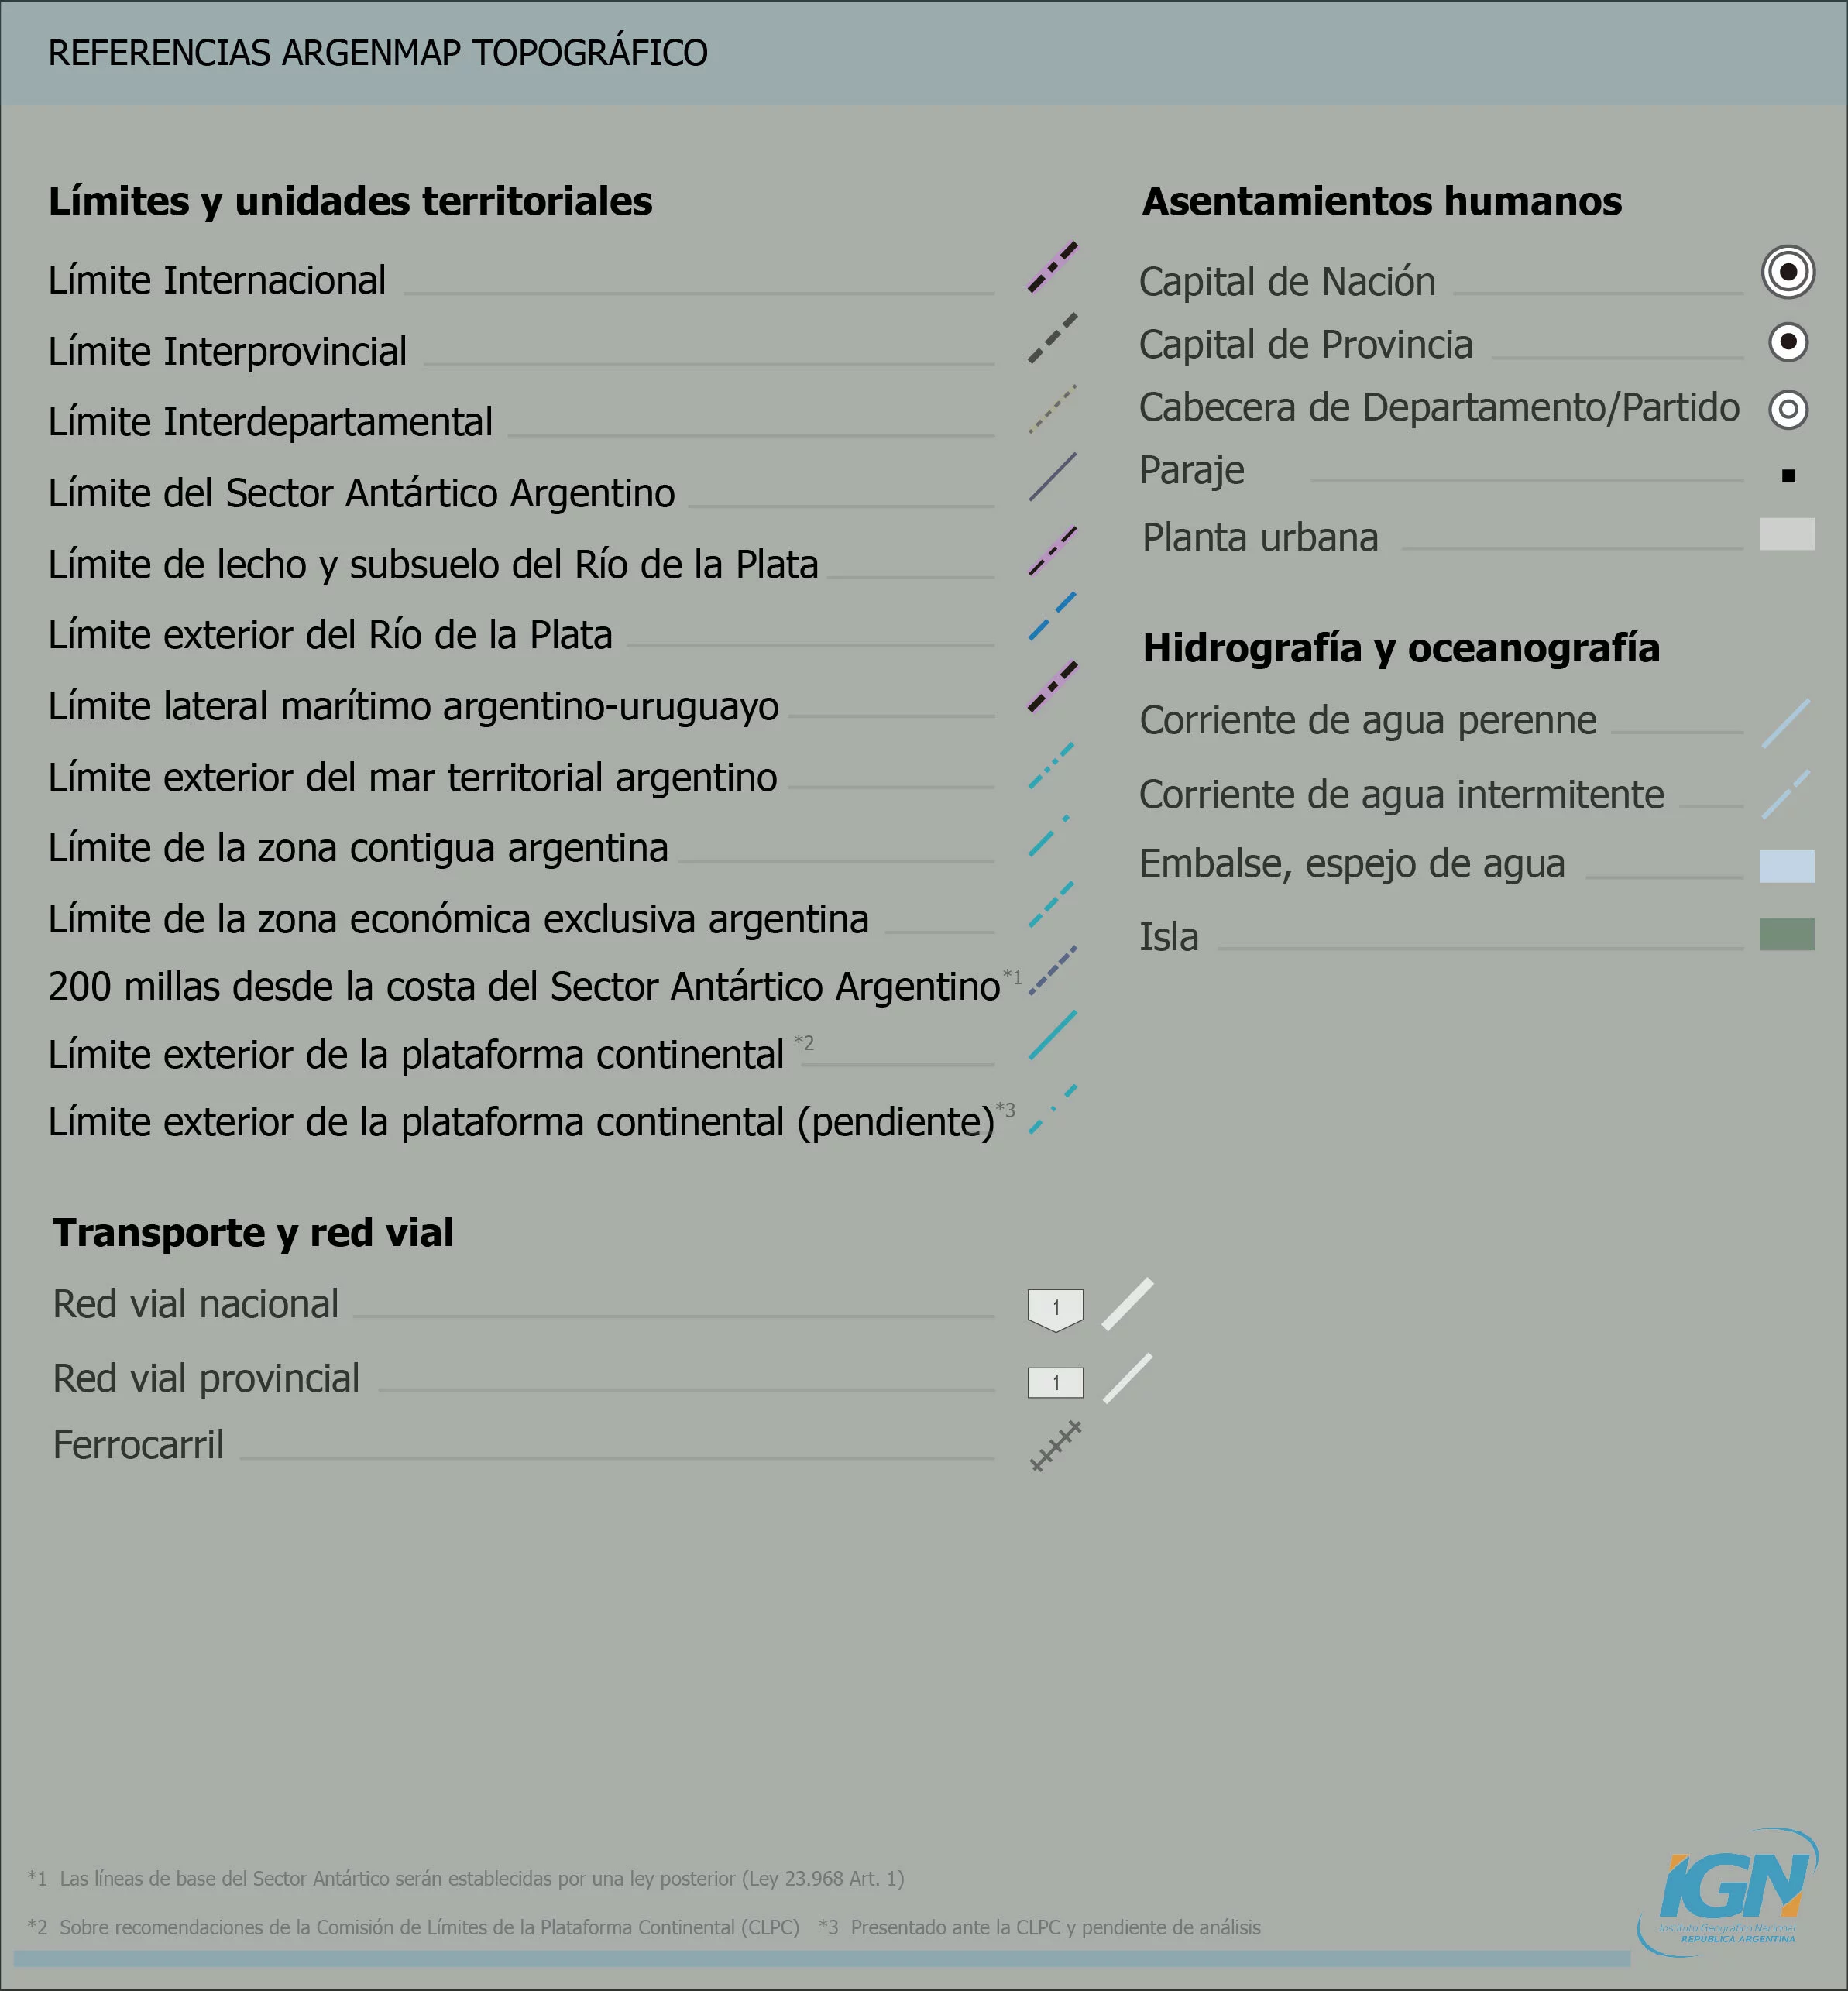 REFERENCIAS ARGENMAP TOPOGRÁFICO
Límites y unidades territoriales
Límite Internacional
Límite Interprovincial
Límite Interdepartamental
Límite del Sector Antártico Argentino
Límite de lecho y subsuelo del Río de la Plata
Límite exterior del Río de la Plata
Límite lateral marítimo argentino-uruguayo
Límite exterior del mar territorial argentino
Límite de la zona contigua argentina
Límite de la zona económica exclusiva argentina
200 millas desde la costa del Sector Antártico Argentino *1
Límite exterior de la plataforma continental *2
Límite exterior de la plataforma continental (pendiente) *3
Asentamientos humanos
Capital de Nación
Capital de Provincia
Cabecera de Departamento/Partido
Paraje
Planta urbana
Hidrografía y oceanografía
Corriente de agua perenne
Corriente de agua intermitente
Embalse, espejo de agua
Isla
Transporte y red vial
Red vial nacional 1
Red vial provincial 1
Ferrocarril
*1 Las líneas de base del Sector Antártico serán establecidas por una ley posterior (Ley 23.968 Art. 1)
*2 Sobre recomendaciones de la Comisión de Límites de la Plataforma Continental (CLPC) *3 Presentado ante la CLPC y pendiente de análisis
IGN
Instituto Geográfico Nacional
REPÚBLICA ARGENTINA